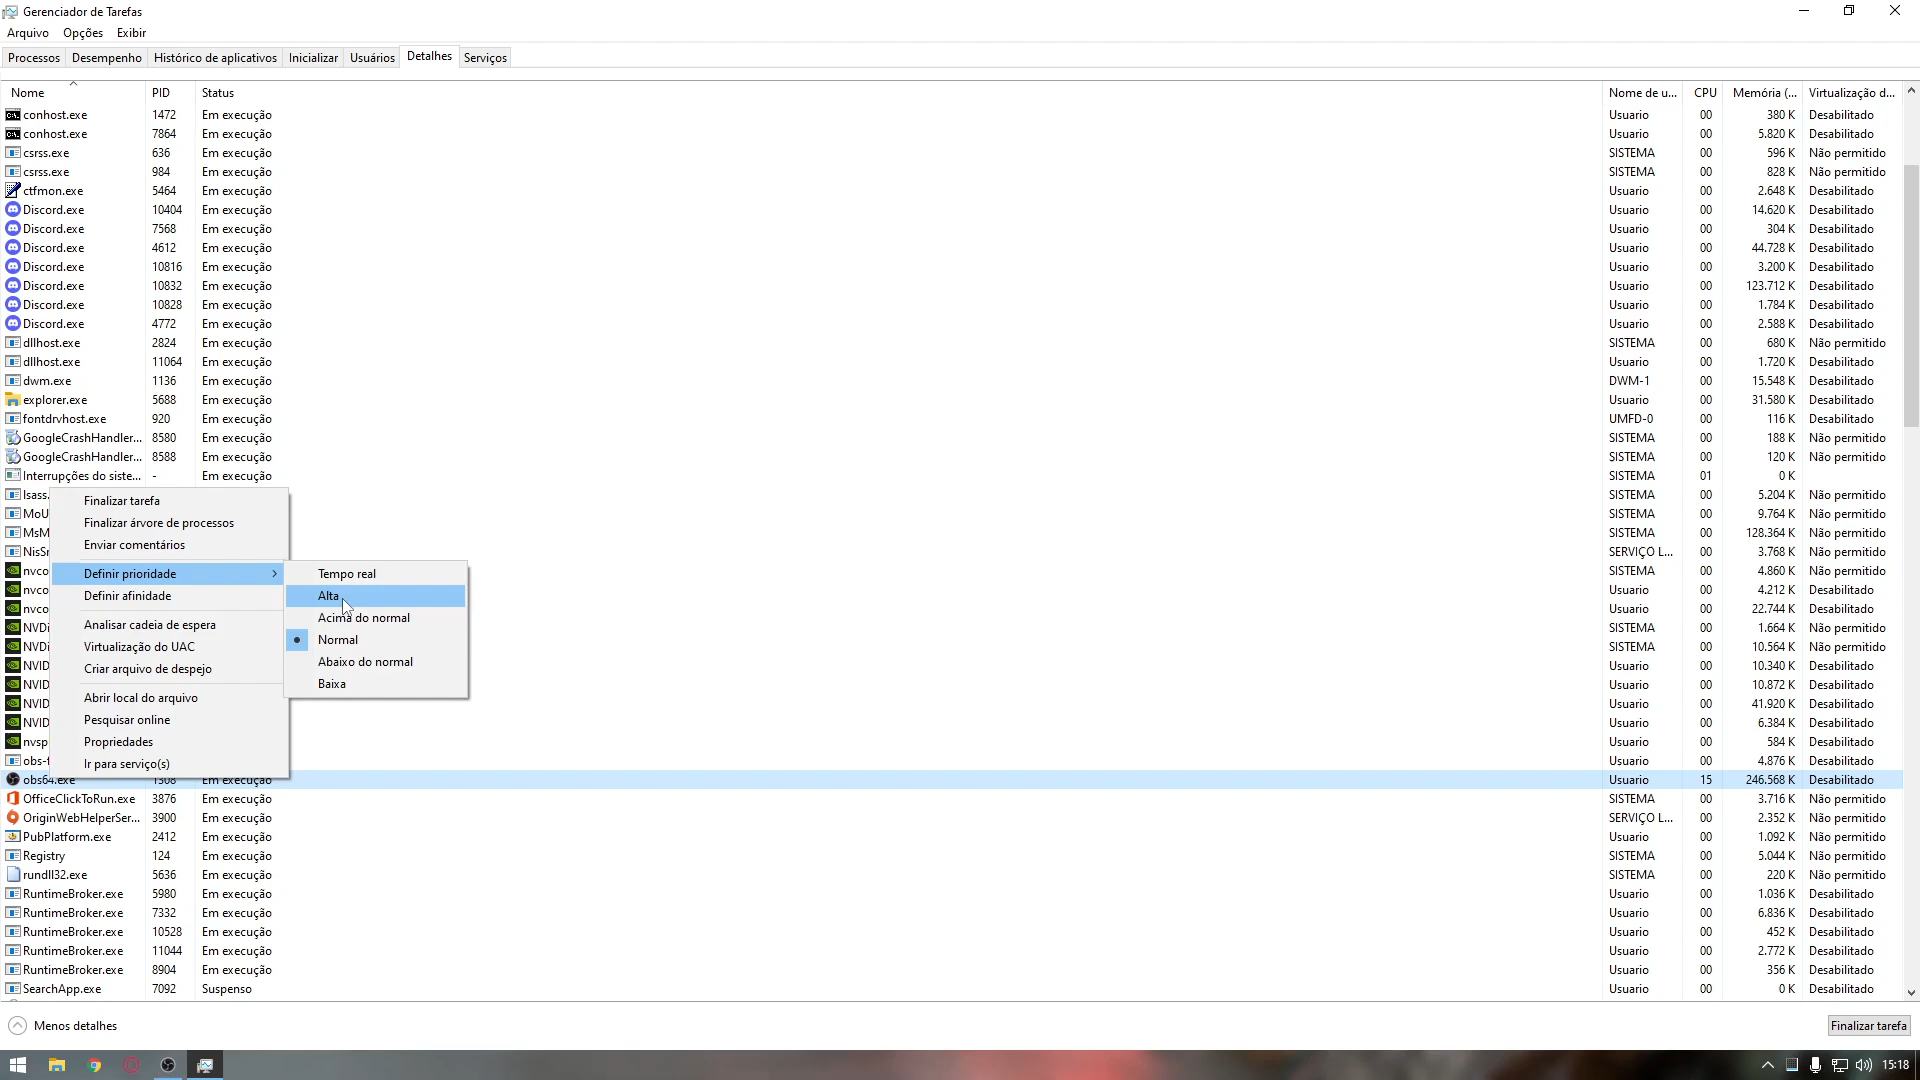 Gerenciador de Tarefas
Arquivo Opções Exibir
Processos Desempenho Histórico de aplicativos Inicializar Usuários Detalhes Serviços
Nome PID Status Nome de u... CPU Memória (... Virtualização d...
conhost.exe 1472 Em execução Usuario 00 380 K Desabilitado
conhost.exe 7864 Em execução Usuario 00 5.820 K Desabilitado
csrss.exe 636 Em execução SISTEMA 00 596 K Não permitido
csrss.exe 984 Em execução SISTEMA 00 828 K Não permitido
ctfmon.exe 5464 Em execução Usuario 00 2.648 K Desabilitado
Discord.exe 10404 Em execução Usuario 00 14.620 K Desabilitado
Discord.exe 7568 Em execução Usuario 00 304 K Desabilitado
Discord.exe 4612 Em execução Usuario 00 44.728 K Desabilitado
Discord.exe 10816 Em execução Usuario 00 3.200 K Desabilitado
Discord.exe 10832 Em execução Usuario 00 123.712 K Desabilitado
Discord.exe 10828 Em execução Usuario 00 1.784 K Desabilitado
Discord.exe 4772 Em execução Usuario 00 2.588 K Desabilitado
dllhost.exe 2824 Em execução SISTEMA 00 680 K Não permitido
dllhost.exe 11064 Em execução Usuario 00 1.720 K Desabilitado
dwm.exe 1136 Em execução DWM-1 00 15.548 K Desabilitado
explorer.exe 5688 Em execução Usuario 00 31.580 K Desabilitado
fontdrvhost.exe 920 Em execução UMFD-0 00 116 K Desabilitado
GoogleCrashHandler... 8580 Em execução SISTEMA 00 188 K Não permitido
GoogleCrashHandler... 8588 Em execução SISTEMA 00 120 K Não permitido
Interrupções do siste... - Em execução SISTEMA 01 0 K
lsass. SISTEMA 00 5.204 K Não permitido
MoU SISTEMA 00 9.764 K Não permitido
MsM SISTEMA 00 128.364 K Não permitido
NisSr SERVIÇO L... 00 3.768 K Não permitido
nvco SISTEMA 00 4.860 K Não permitido
nvco Usuario 00 4.212 K Desabilitado
nvco Usuario 00 22.744 K Desabilitado
NVDi SISTEMA 00 1.664 K Não permitido
NVDi SISTEMA 00 10.564 K Não permitido
NVID Usuario 00 10.340 K Desabilitado
NVID Usuario 00 10.872 K Desabilitado
NVID Usuario 00 41.920 K Desabilitado
NVID Usuario 00 6.384 K Desabilitado
nvsp Usuario 00 584 K Desabilitado
obs-f Usuario 00 4.876 K Desabilitado
obs64.exe 1308 Em execução Usuario 15 246.568 K Desabilitado
OfficeClickToRun.exe 3876 Em execução SISTEMA 00 3.716 K Não permitido
OriginWebHelperSer... 3900 Em execução SERVIÇO L... 00 2.352 K Não permitido
PubPlatform.exe 2412 Em execução Usuario 00 1.092 K Não permitido
Registry 124 Em execução SISTEMA 00 5.044 K Não permitido
rundll32.exe 5636 Em execução SISTEMA 00 220 K Não permitido
RuntimeBroker.exe 5980 Em execução Usuario 00 1.036 K Desabilitado
RuntimeBroker.exe 7332 Em execução Usuario 00 6.836 K Desabilitado
RuntimeBroker.exe 10528 Em execução Usuario 00 452 K Desabilitado
RuntimeBroker.exe 11044 Em execução Usuario 00 2.772 K Desabilitado
RuntimeBroker.exe 8904 Em execução Usuario 00 356 K Desabilitado
SearchApp.exe 7092 Suspenso Usuario 00 0 K Desabilitado
Finalizar tarefa
Finalizar árvore de processos
Enviar comentários
Definir prioridade
Definir afinidade
Analisar cadeia de espera
Virtualização do UAC
Criar arquivo de despejo
Abrir local do arquivo
Pesquisar online
Propriedades
Ir para serviço(s)
Tempo real
Alta
Acima do normal
Normal
Abaixo do normal
Baixa
Menos detalhes
Finalizar tarefa
15:18